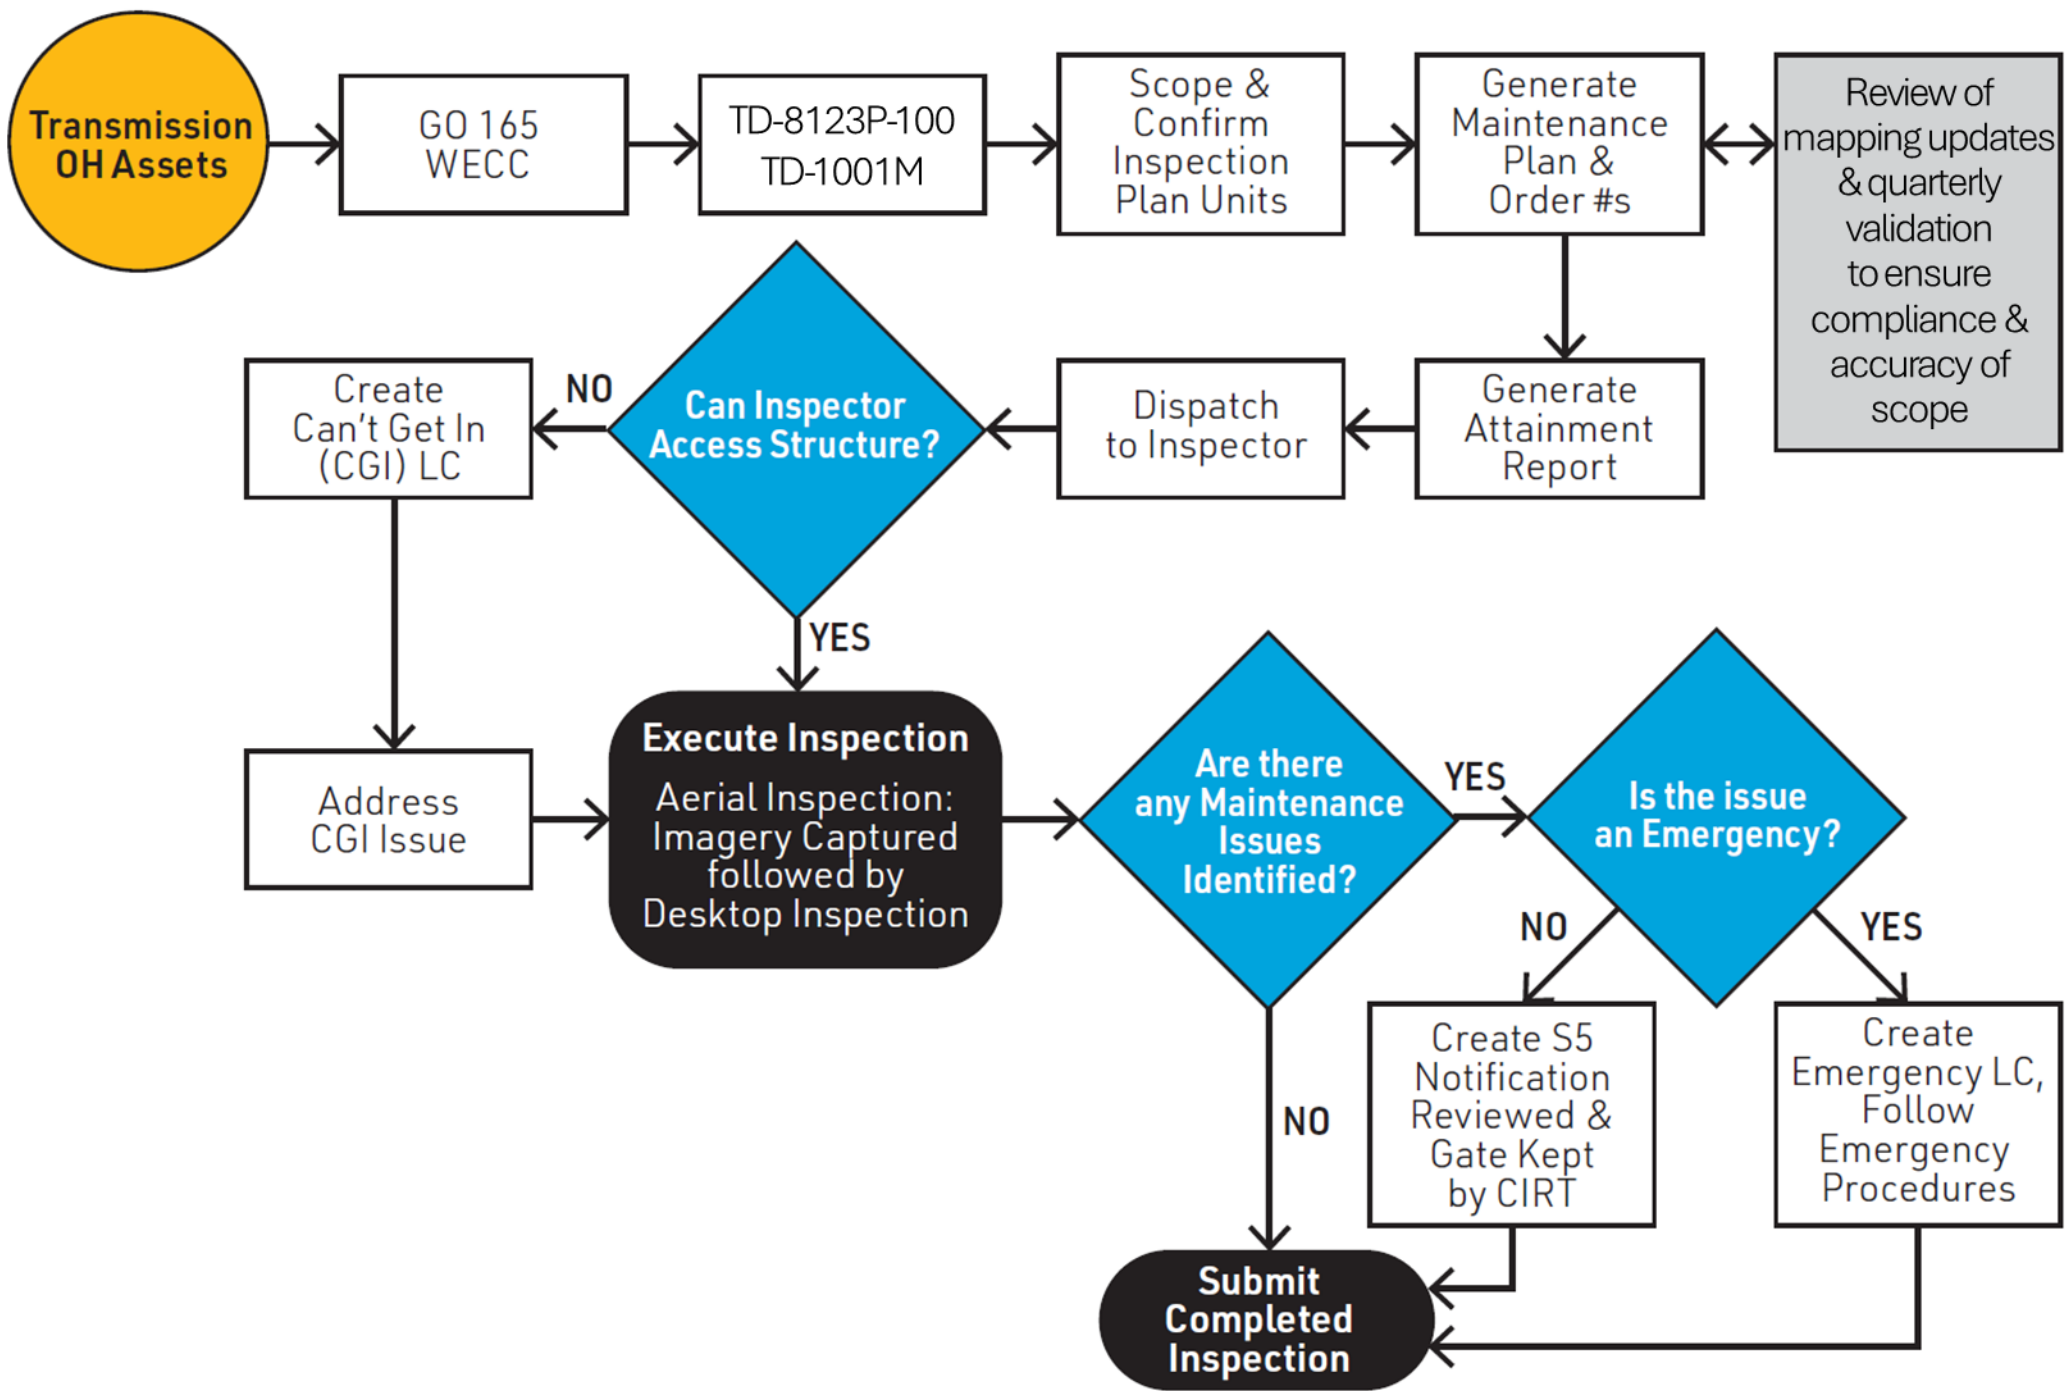 Transmission
OH Assets
GO 165
WECC
TD-8123P-100
TD-1001M
Scope &
Confirm
Inspection
Plan Units
Generate
Maintenance
Plan &
Order #s
Review of
mapping updates
& quarterly
validation
to ensure
compliance &
accuracy of
scope
Generate
Attainment
Report
Dispatch
to Inspector
Can Inspector
Access Structure?
NO
Create
Can't Get In
(CGI) LC
YES
Address
CGI Issue
Execute Inspection
Aerial Inspection:
Imagery Captured
followed by
Desktop Inspection
Are there
any Maintenance
Issues
Identified?
YES
Is the issue
an Emergency?
NO
YES
Create S5
Notification
Reviewed &
Gate Kept
by CIRT
Create
Emergency LC,
Follow
Emergency
Procedures
NO
Submit
Completed
Inspection